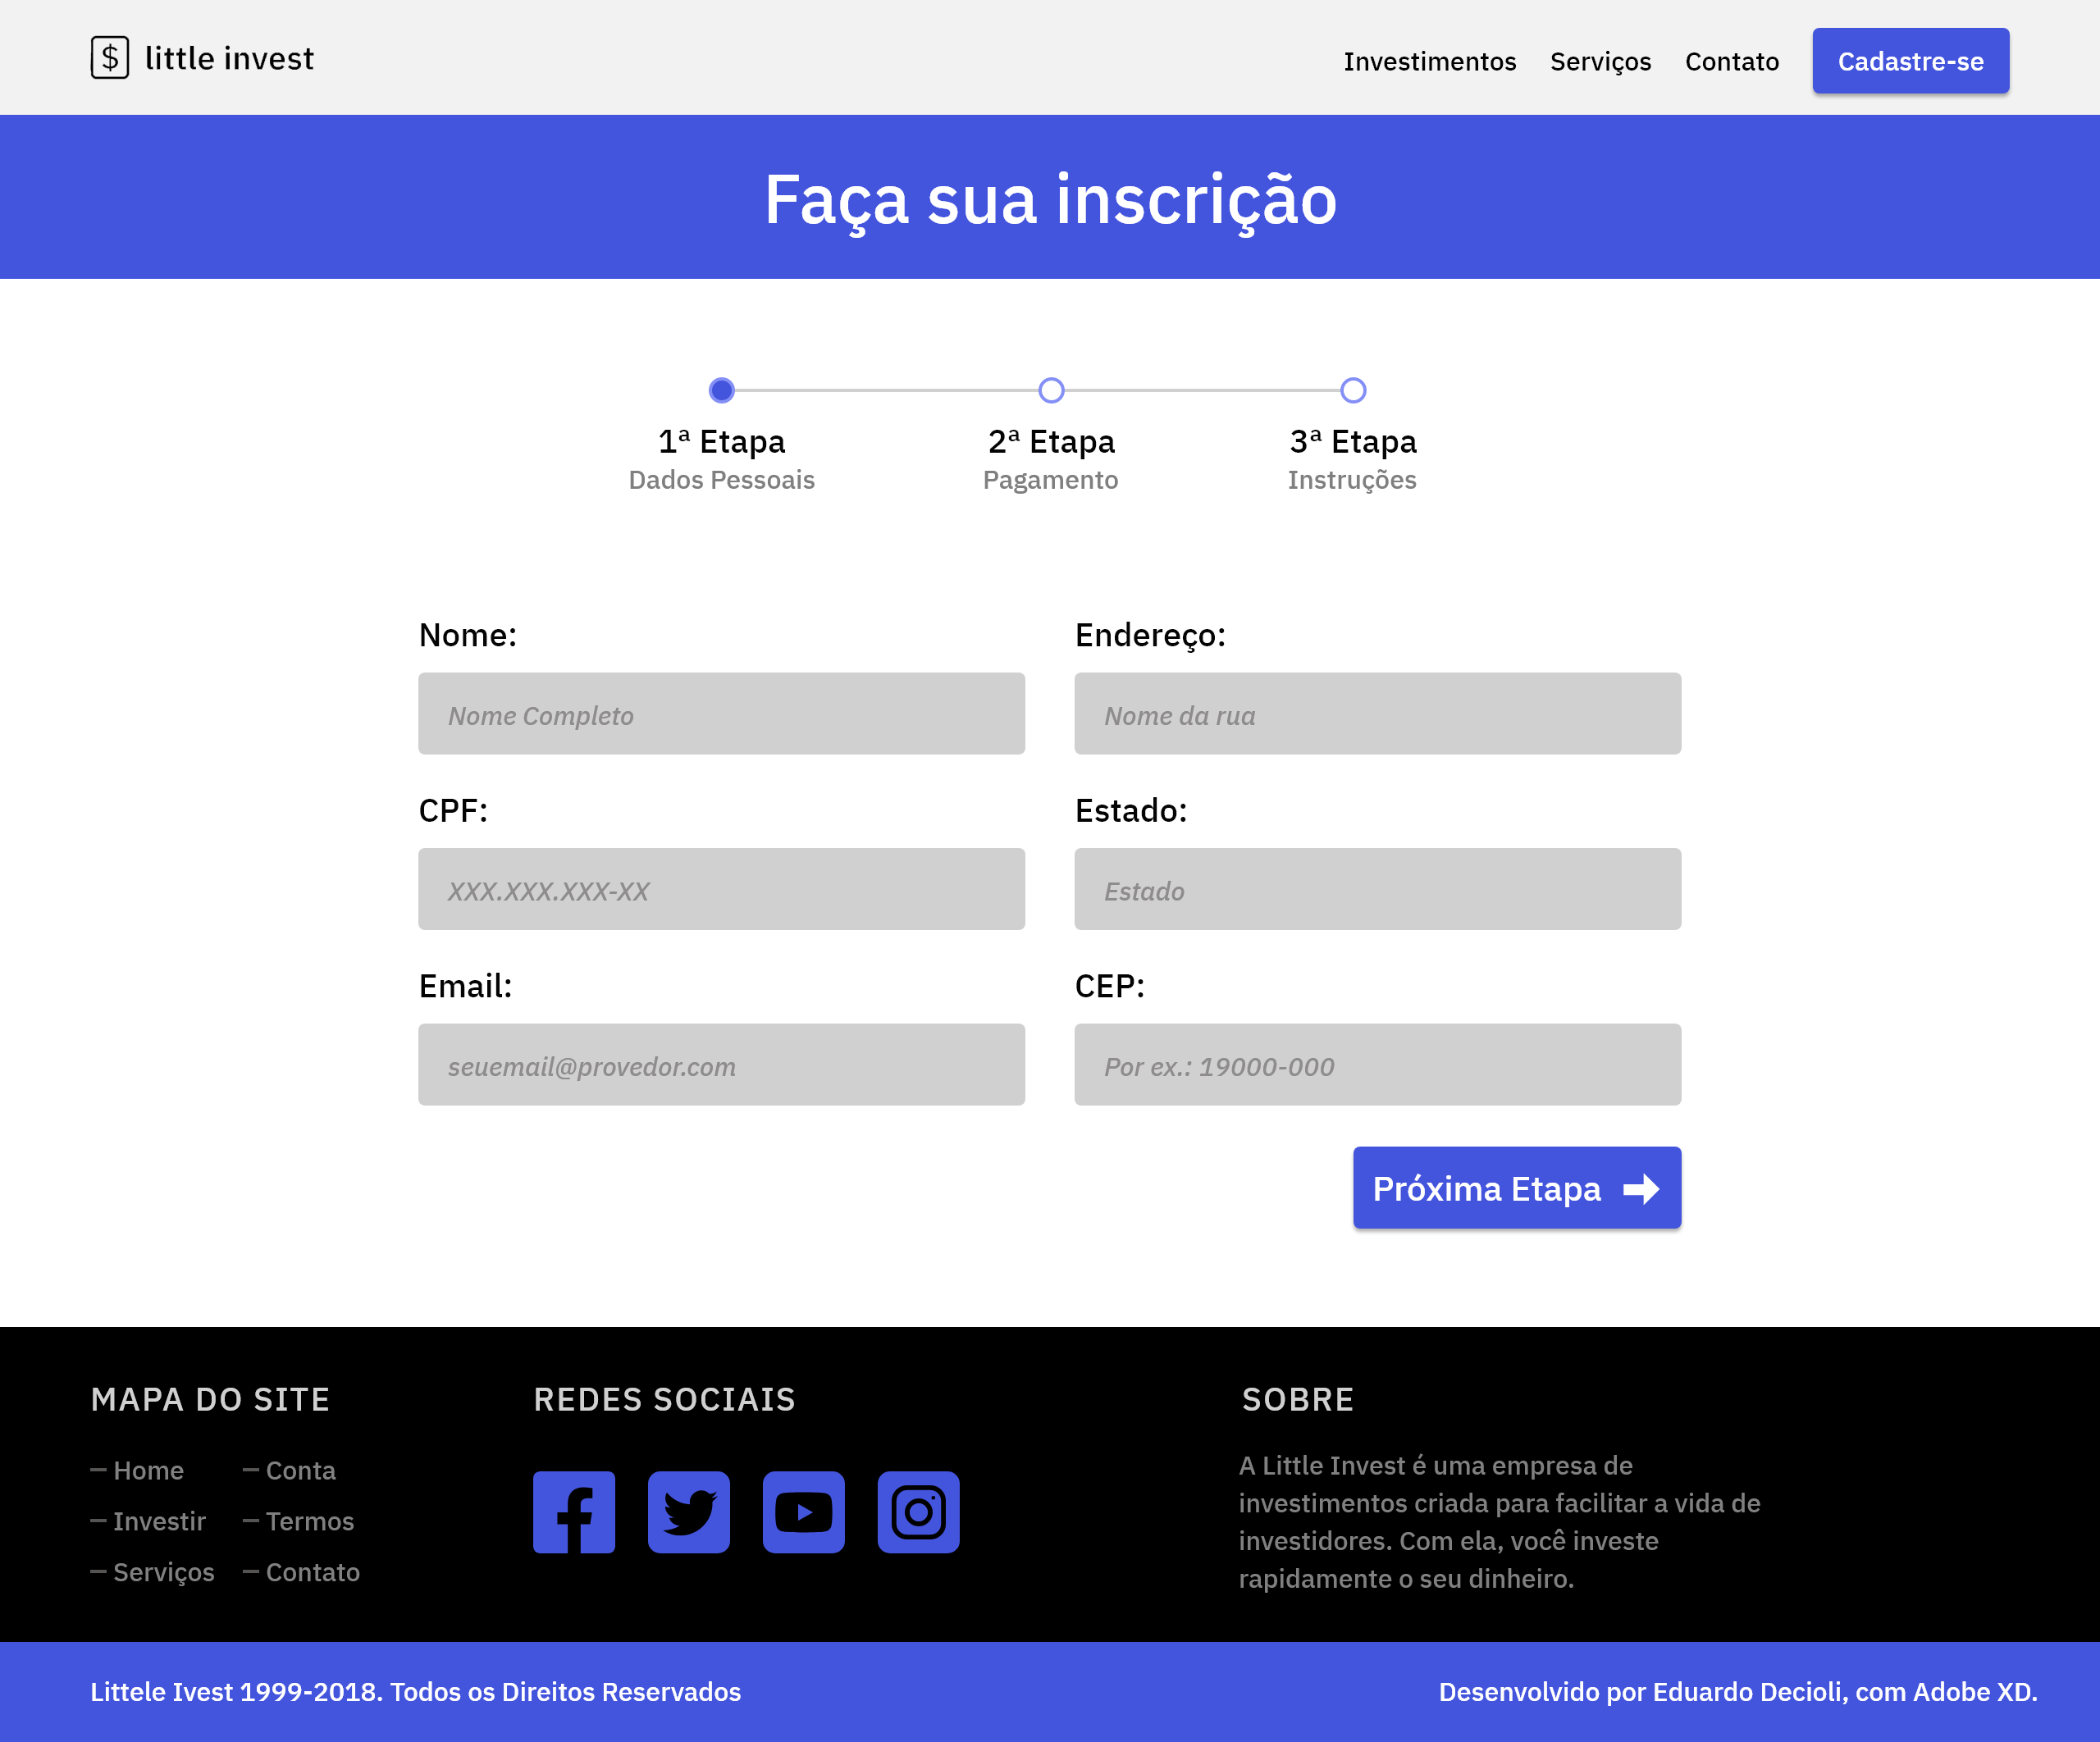 $ little invest
Investimentos Serviços Contato Cadastre-se
Faça sua inscrição
1ª Etapa
Dados Pessoais
2ª Etapa
Pagamento
3ª Etapa
Instruções
Nome:
Nome Completo
Endereço:
Nome da rua
CPF:
XXX.XXX.XXX-XX
Estado:
Estado
Email:
seuemail@provedor.com
CEP:
Por ex.: 19000-000
Próxima Etapa
MAPA DO SITE
Home
Investir
Serviços
Conta
Termos
Contato
REDES SOCIAIS
SOBRE
A Little Invest é uma empresa de
investimentos criada para facilitar a vida de
investidores. Com ela, você investe
rapidamente o seu dinheiro.
Littele Ivest 1999-2018. Todos os Direitos Reservados
Desenvolvido por Eduardo Decioli, com Adobe XD.